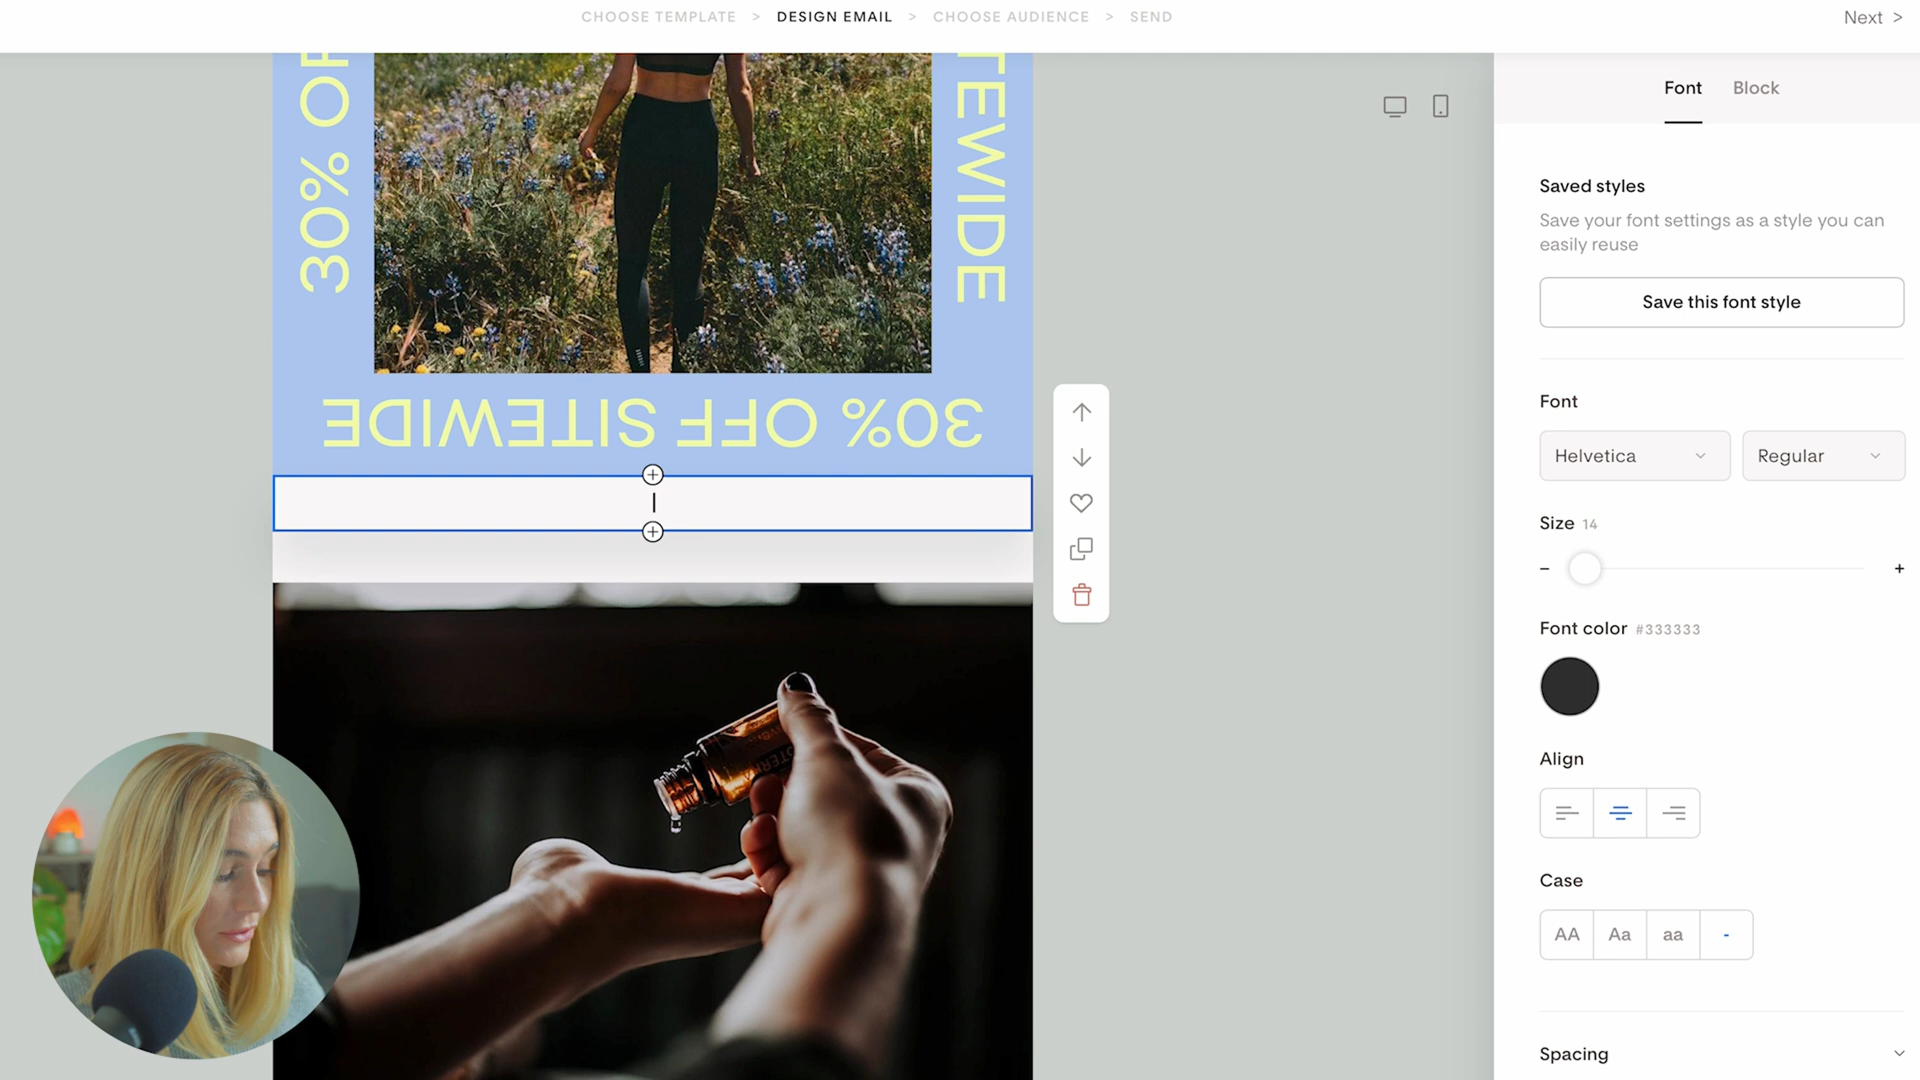 CHOOSE TEMPLATE > DESIGN EMAIL > CHOOSE AUDIENCE > SEND
Next >
30% OF
TEWIDE
30% OFF SITEWIDE
Font Block
Saved styles
Save your font settings as a style you can
easily reuse
Save this font style
Font
Helvetica Regular
Size 14
- +
Font color #333333
Align
Case
AA Aa aa -
Spacing